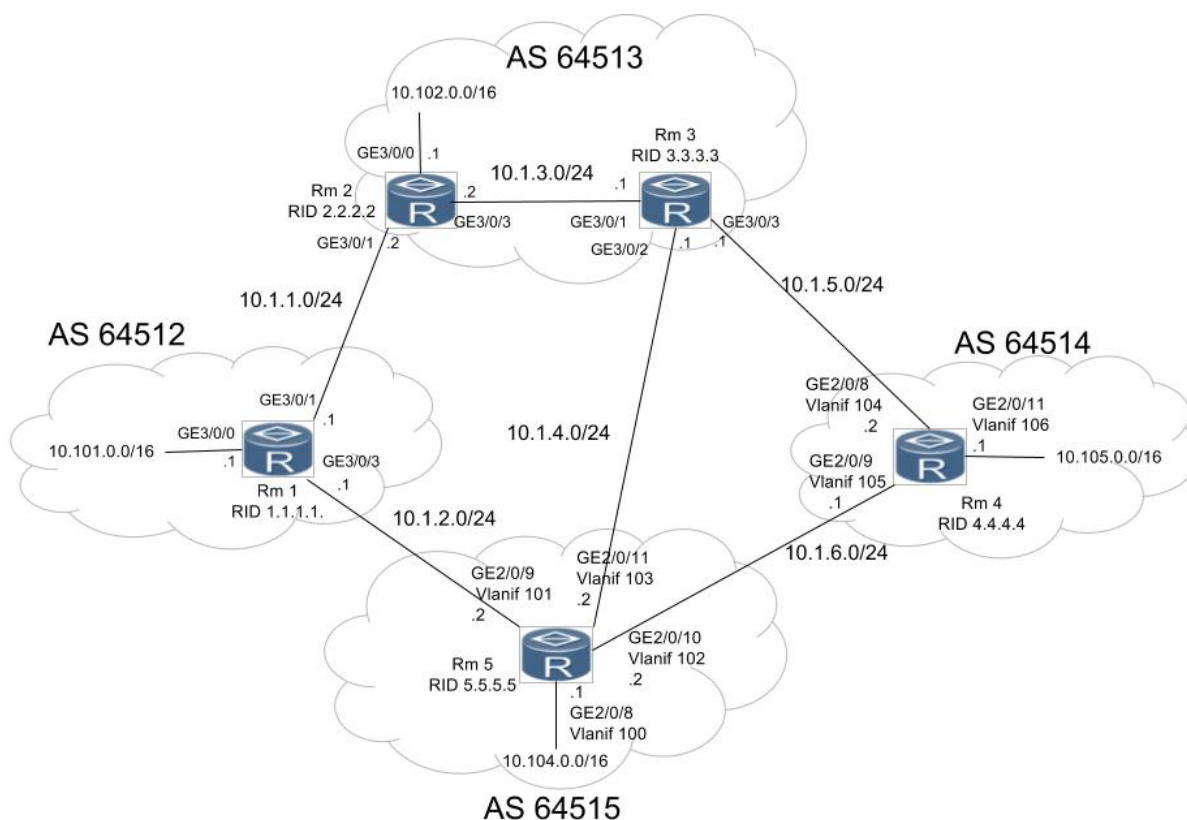 AS 64513
10.102.0.0/16
Rm 3
RID 3.3.3.3
GE3/0/0
.1
10.1.3.0/24
.1
Rm 2
RID 2.2.2.2
.2
R
R
GE3/0/3
GE3/0/1
GE3/0/3
GE3/0/1
.2
GE3/0/2
.1
.1
10.1.1.0/24
10.1.5.0/24
AS 64512
AS 64514
GE3/0/1
.1
GE2/0/8
Vlanif 104
.2
GE2/0/11
Vlanif 106
.1
GE3/0/0
10.1.4.0/24
10.101.0.0/16
.1
R
GE3/0/3
.1
R
10.105.0.0/16
GE2/0/9
Vlanif 105
.1
Rm 1
RID 1.1.1.1.
Rm 4
RID 4.4.4.4
10.1.2.0/24
10.1.6.0/24
GE2/0/9
Vlanif 101
.2
GE2/0/11
Vlanif 103
.2
R
GE2/0/10
Vlanif 102
.2
Rm 5
RID 5.5.5.5
.1
GE2/0/8
Vlanif 100
10.104.0.0/16
AS 64515